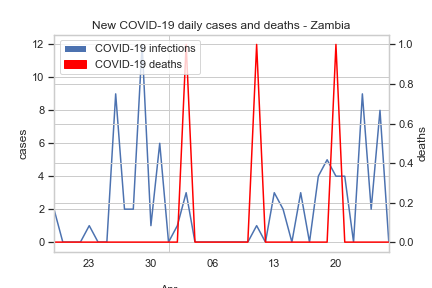 New COVID-19 daily cases and deaths - Zambia
COVID-19 infections
COVID-19 deaths
cases
12
10
8
6
4
2
0
deaths
1.0
0.8
0.6
0.4
0.2
0.0
23 30 06 13 20